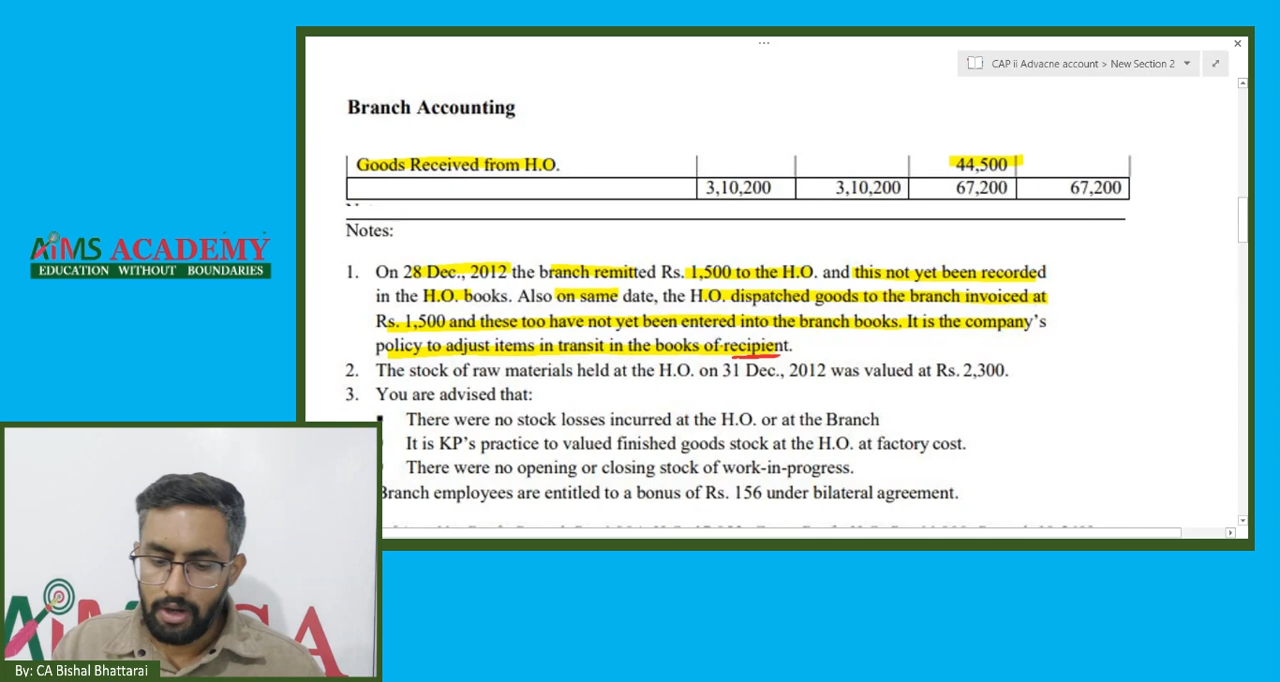 CAP ii Advacne account > New Section 2
Branch Accounting
Goods Received from H.O. 44,500
3,10,200 3,10,200 67,200 67,200
Notes:
1. On 28 Dec., 2012 the branch remitted Rs. 1,500 to the H.O. and this not yet been recorded
in the H.O. books. Also on same date, the H.O. dispatched goods to the branch invoiced at
Rs. 1,500 and these too have not yet been entered into the branch books. It is the company's
policy to adjust items in transit in the books of recipient.
2. The stock of raw materials held at the H.O. on 31 Dec., 2012 was valued at Rs. 2,300.
3. You are advised that:
There were no stock losses incurred at the H.O. or at the Branch
It is KP's practice to valued finished goods stock at the H.O. at factory cost.
There were no opening or closing stock of work-in-progress.
Branch employees are entitled to a bonus of Rs. 156 under bilateral agreement.
AiMS ACADEMY
EDUCATION WITHOUT BOUNDARIES
By: CA Bishal Bhattarai